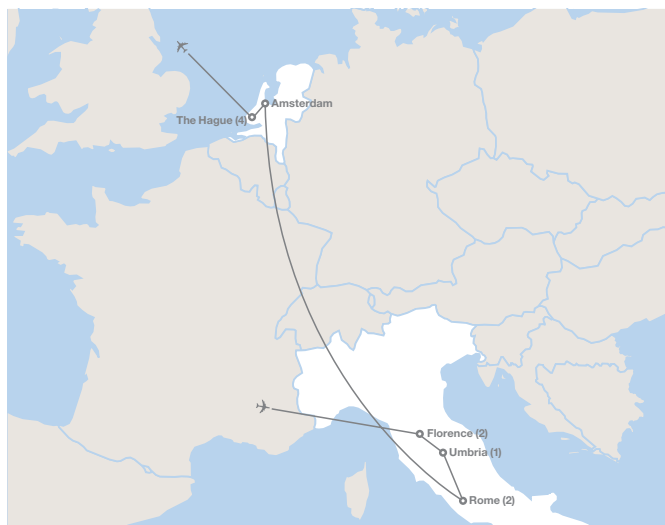 Amsterdam
The Hague (4)
Florence (2)
Umbria (1)
Rome (2)